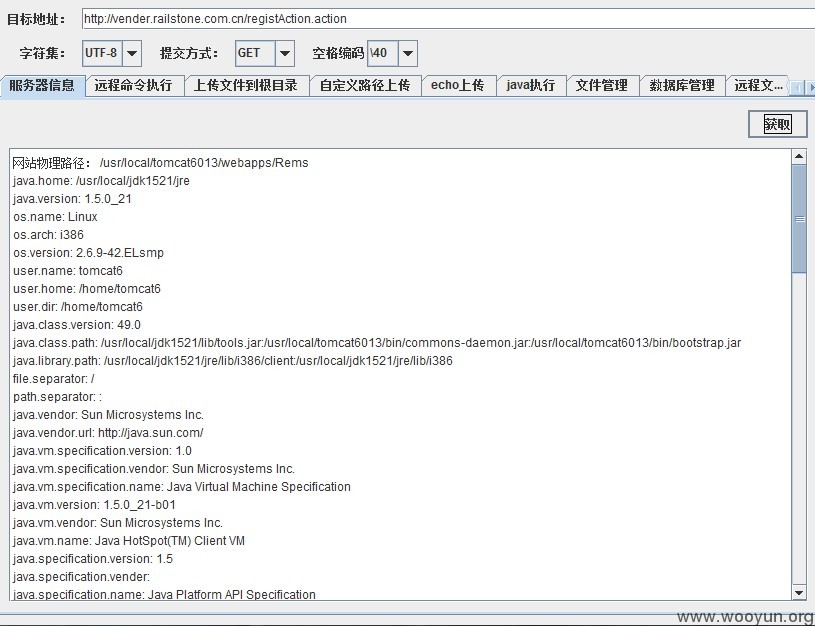 目标地址： http://vender.railstone.com.cn/registAction.action
字符集： UTF-8 提交方式： GET 空格编码 \40
服务器信息 远程命令执行 上传文件到根目录 自定义路径上传 echo上传 java执行 文件管理 数据库管理 远程文...
获取
网站物理路径： /usr/local/tomcat6013/webapps/Rems
java.home: /usr/local/jdk1521/jre
java.version: 1.5.0_21
os.name: Linux
os.arch: i386
os.version: 2.6.9-42.ELsmp
user.name: tomcat6
user.home: /home/tomcat6
user.dir: /home/tomcat6
java.class.version: 49.0
java.class.path: /usr/local/jdk1521/lib/tools.jar:/usr/local/tomcat6013/bin/commons-daemon.jar:/usr/local/tomcat6013/bin/bootstrap.jar
java.library.path: /usr/local/jdk1521/jre/lib/i386/client:/usr/local/jdk1521/jre/lib/i386
file.separator: /
path.separator: :
java.vendor: Sun Microsystems Inc.
java.vendor.url: http://java.sun.com/
java.vm.specification.version: 1.0
java.vm.specification.vender: Sun Microsystems Inc.
java.vm.specification.name: Java Virtual Machine Specification
java.vm.version: 1.5.0_21-b01
java.vm.vendor: Sun Microsystems Inc.
java.vm.name: Java HotSpot(TM) Client VM
java.specification.version: 1.5
java.specification.vender:
java.specification.name: Java Platform API Specification
www.wooyun.org